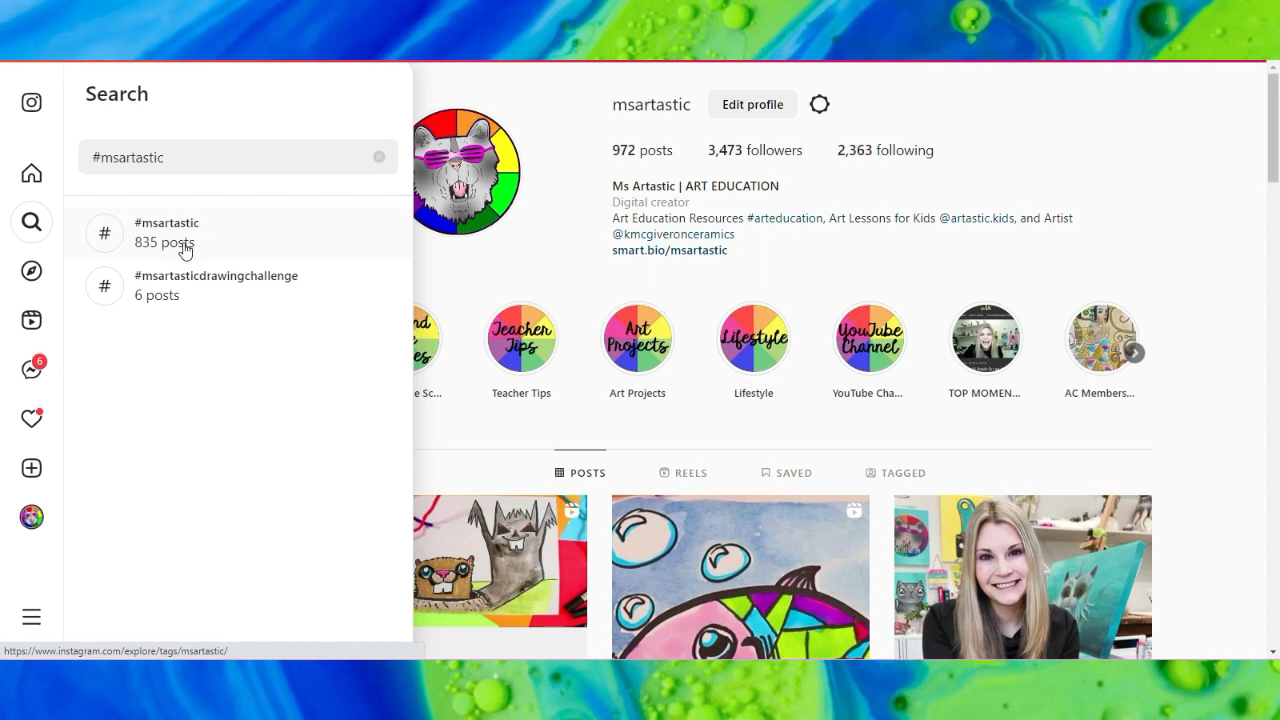 Search
#msartastic
#msartastic
835 posts
#msartasticdrawingchallenge
6 posts
6
https://www.instagram.com/explore/tags/msartastic/
msartastic
Edit profile
972 posts 3,473 followers 2,363 following
Ms Artastic | ART EDUCATION
Digital creator
Art Education Resources #arteducation, Art Lessons for Kids @artastic.kids, and Artist
@kmcgiveronceramics
smart.bio/msartastic
Teacher
Tips
Art
Projects
Lifestyle
YouTube
Channel
e Sc... Teacher Tips Art Projects Lifestyle YouTube Cha... TOP MOMEN... AC Members...
POSTS REELS SAVED TAGGED